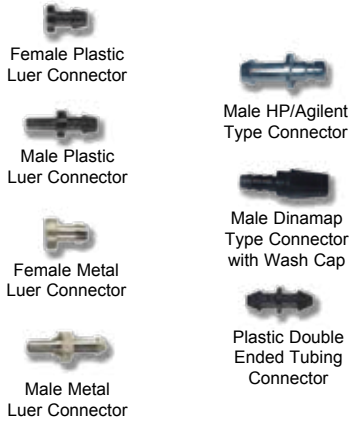 Female Plastic
Luer Connector
Male Plastic
Luer Connector
Female Metal
Luer Connector
Male Metal
Luer Connector
Male HP/Agilent
Type Connector
Male Dinamap
Type Connector
with Wash Cap
Plastic Double
Ended Tubing
Connector